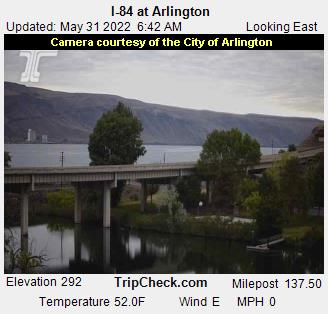 I-84 at Arlington
Updated: May 31 2022 6:42 AM Looking East
Camera courtesy of the City of Arlington
Elevation 292 TripCheck.com Milepost 137.50
Temperature 52.0F Wind E MPH 0